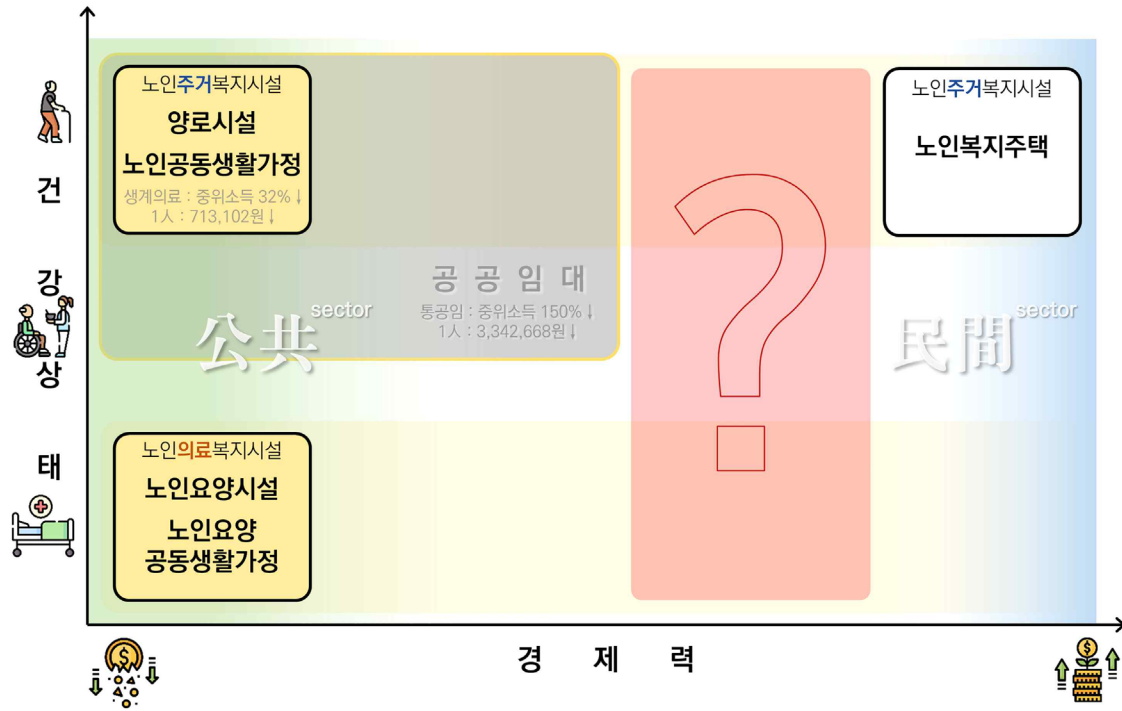 노인주거복지시설
양로시설
노인공동생활가정
생계의료 : 중위소득 32%↓
1人 : 713,102원↓
노인주거복지시설
노인복지주택
공공임대
통공임 : 중위소득 150%↓
1人 : 3,342,668원↓
公共 sector
民間 sector
?
노인의료복지시설
노인요양시설
노인요양
공동생활가정
건
강
상
태
경 제 력